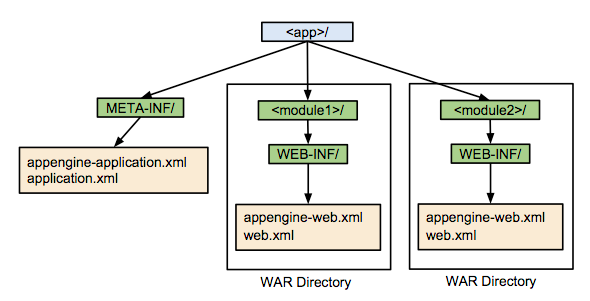 <app>/
META-INF/
<module1>/
<module2>/
WEB-INF/
WEB-INF/
appengine-application.xml
application.xml
appengine-web.xml
web.xml
appengine-web.xml
web.xml
WAR Directory
WAR Directory